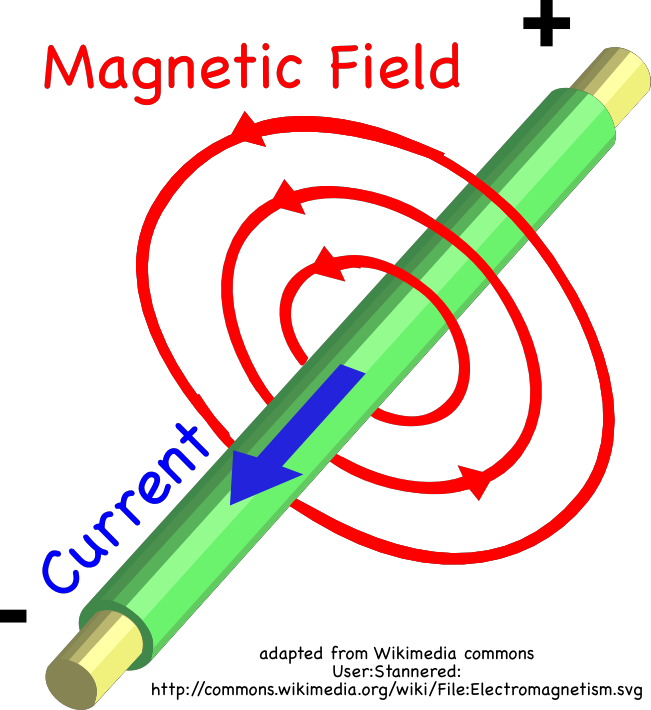 +
Magnetic Field
Current
-
adapted from Wikimedia commons
User:Stannered:
http://commons.wikimedia.org/wiki/File:Electromagnetism.svg